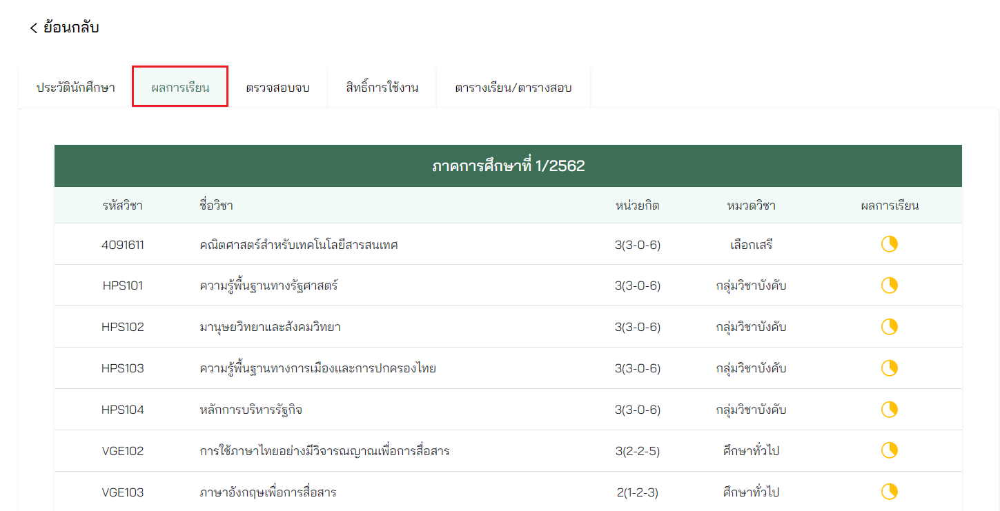 < ย้อนกลับ
ประวัตินักศึกษา ผลการเรียน ตรวจสอบจบ สิทธิ์การใช้งาน ตารางเรียน/ตารางสอบ
ภาคการศึกษาที่ 1/2562
รหัสวิชา ชื่อวิชา หน่วยกิต หมวดวิชา ผลการเรียน
4091611 คณิตศาสตร์สำหรับเทคโนโลยีสารสนเทศ 3(3-0-6) เลือกเสรี
HPS101 ความรู้พื้นฐานทางรัฐศาสตร์ 3(3-0-6) กลุ่มวิชาบังคับ
HPS102 มานุษยวิทยาและสังคมวิทยา 3(3-0-6) กลุ่มวิชาบังคับ
HPS103 ความรู้พื้นฐานทางการเมืองและการปกครองไทย 3(3-0-6) กลุ่มวิชาบังคับ
HPS104 หลักการบริหารรัฐกิจ 3(3-0-6) กลุ่มวิชาบังคับ
VGE102 การใช้ภาษาไทยอย่างมีวิจารณญาณเพื่อการสื่อสาร 3(2-2-5) ศึกษาทั่วไป
VGE103 ภาษาอังกฤษเพื่อการสื่อสาร 2(1-2-3) ศึกษาทั่วไป